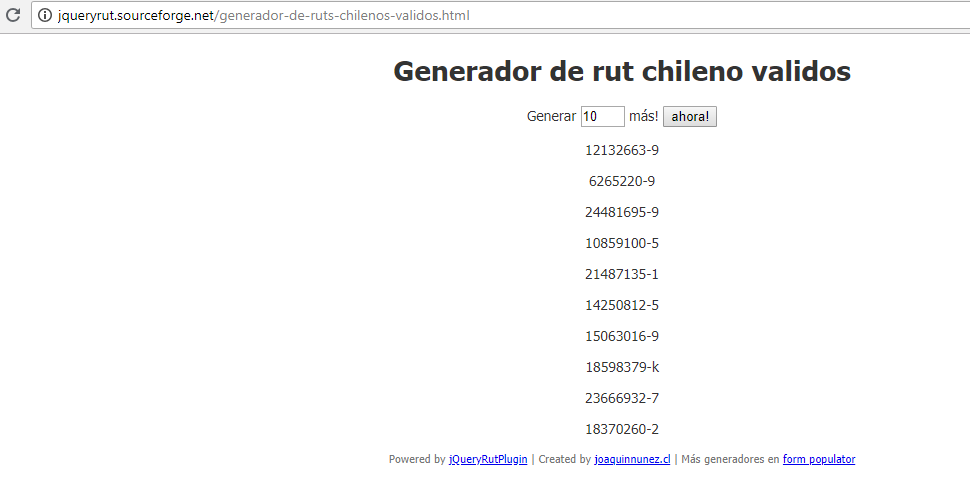 jqueryrut.sourceforge.net/generador-de-ruts-chilenos-validos.html
Generador de rut chileno validos
Generar 10 más! ahora!
12132663-9
6265220-9
24481695-9
10859100-5
21487135-1
14250812-5
15063016-9
18598379-k
23666932-7
18370260-2
Powered by jQueryRutPlugin | Created by joaquinnunez.cl | Más generadores en form populator